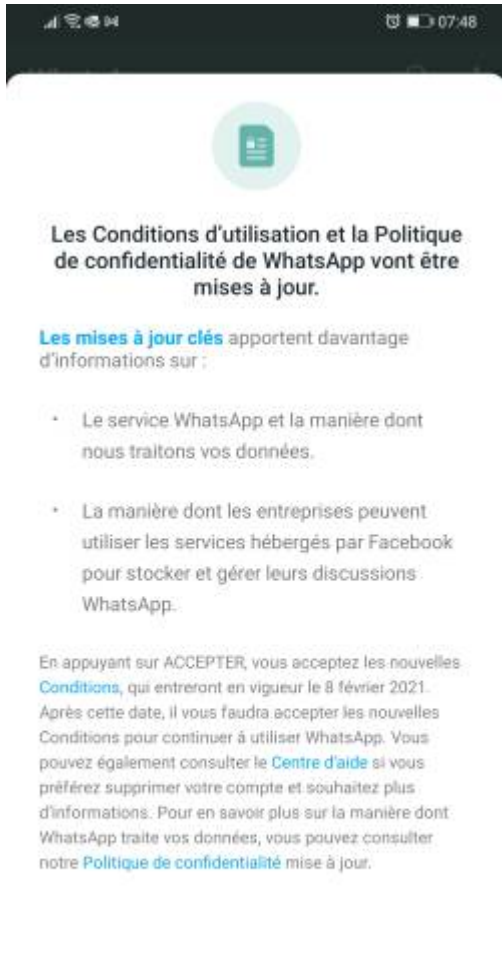 07:48
Les Conditions d'utilisation et la Politique
de confidentialité de WhatsApp vont être
mises à jour.
Les mises à jour clés apportent davantage
d'informations sur :
• Le service WhatsApp et la manière dont
nous traitons vos données.
• La manière dont les entreprises peuvent
utiliser les services hébergés par Facebook
pour stocker et gérer leurs discussions
WhatsApp.
En appuyant sur ACCEPTER, vous acceptez les nouvelles
Conditions, qui entreront en vigueur le 8 février 2021.
Après cette date, il vous faudra accepter les nouvelles
Conditions pour continuer à utiliser WhatsApp. Vous
pouvez également consulter le Centre d'aide si vous
préférez supprimer votre compte et souhaitez plus
d'informations. Pour en savoir plus sur la manière dont
WhatsApp traite vos données, vous pouvez consulter
notre Politique de confidentialité mise à jour.